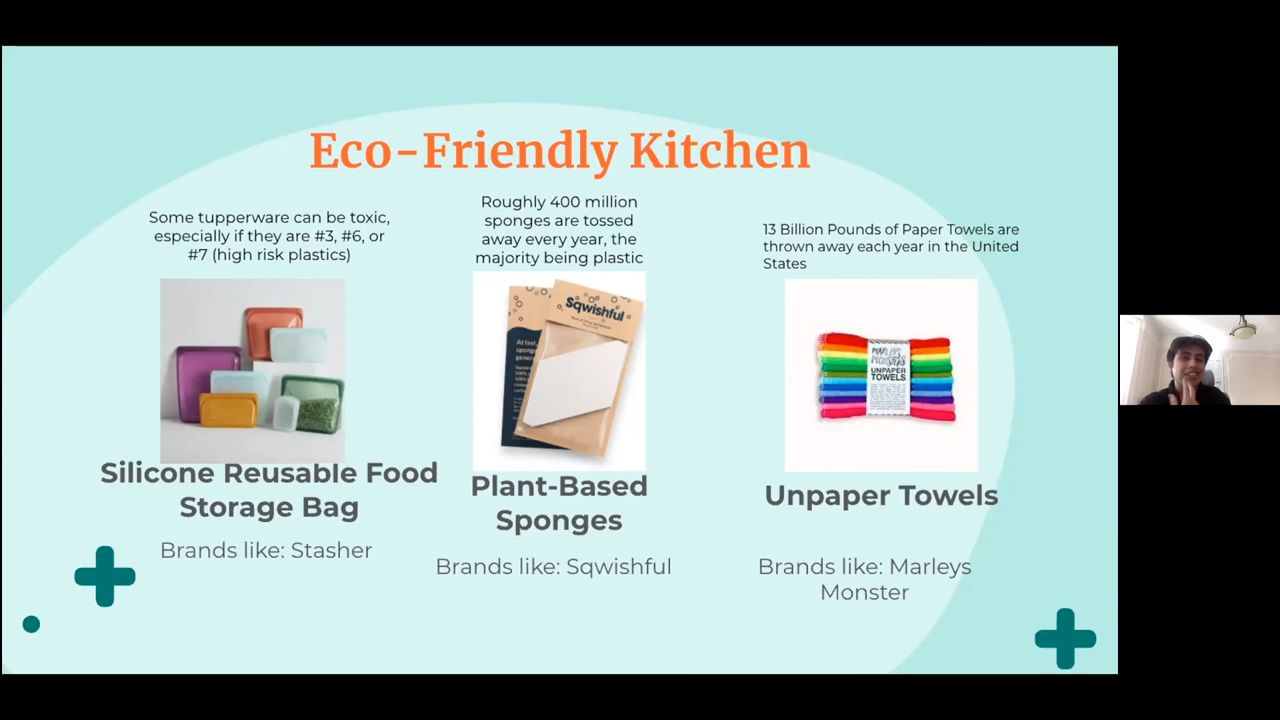 Eco-Friendly Kitchen
Some tupperware can be toxic,
especially if they are #3, #6, or
#7 (high risk plastics)
Roughly 400 million
sponges are tossed
away every year, the
majority being plastic
13 Billion Pounds of Paper Towels are
thrown away each year in the United
States
Sqwishful
MARLEY'S
MONSTERS
UNPAPER
TOWELS
Silicone Reusable Food
Storage Bag
Plant-Based
Sponges
Unpaper Towels
Brands like: Stasher
Brands like: Sqwishful
Brands like: Marleys
Monster